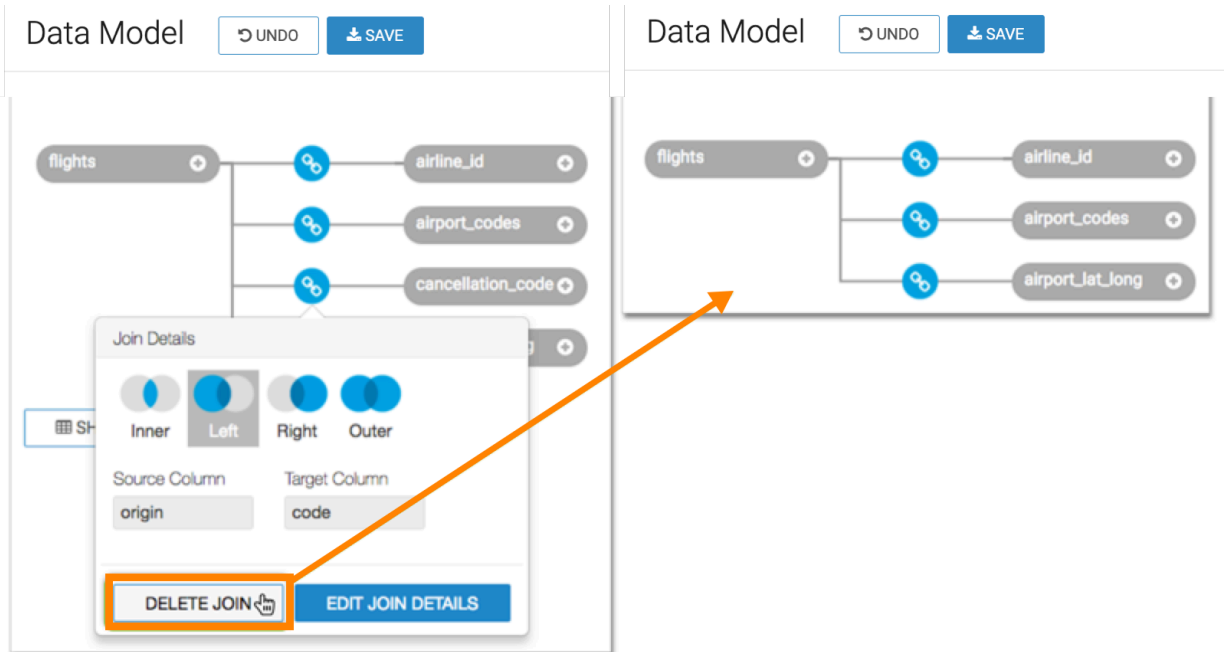 Data Model
UNDO
SAVE
flights
airline_id
airport_codes
cancellation_code
g
SH
Join Details
Inner
Left
Right
Outer
Source Column
Target Column
origin
code
DELETE JOIN
EDIT JOIN DETAILS
Data Model
UNDO
SAVE
flights
airline_id
airport_codes
airport_lat_long